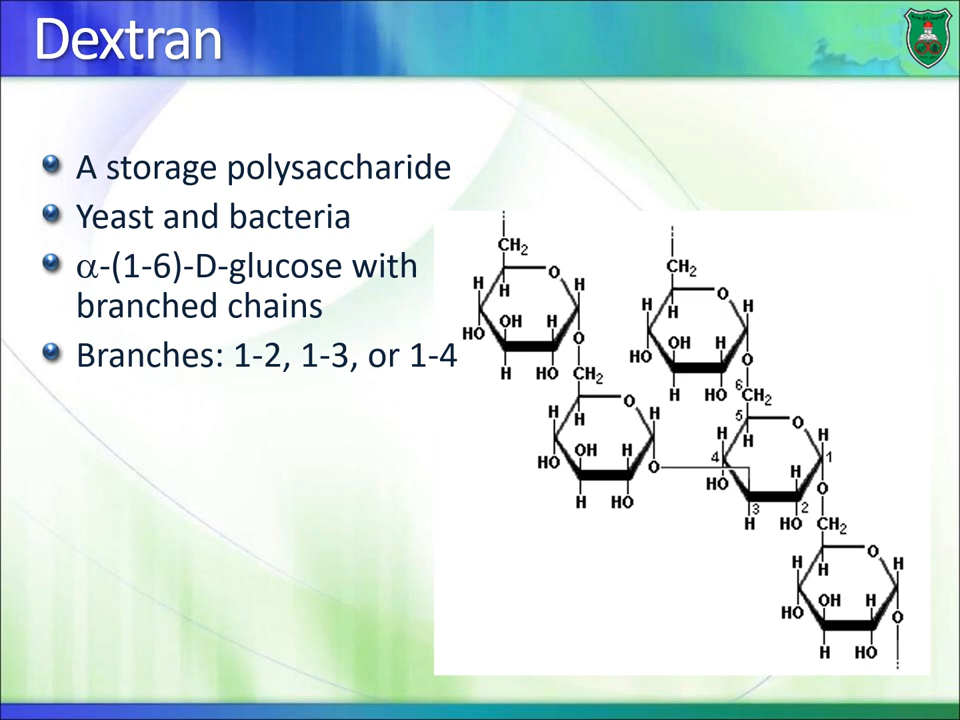 Dextran
A storage polysaccharide
Yeast and bacteria
α-(1-6)-D-glucose with
branched chains
Branches: 1-2, 1-3, or 1-4
CH2
O
H
H
H
OH
H
HO
O
H
HO
CH2
O
H
H
H
OH
H
HO
O
H
HO
CH2
O
H
H
H
OH
H
HO
O
H
HO
6
CH2
5
O
H
H
H
4
1
H
HO
O
3
2
H
HO
CH2
O
H
H
H
OH
H
HO
O
H
HO